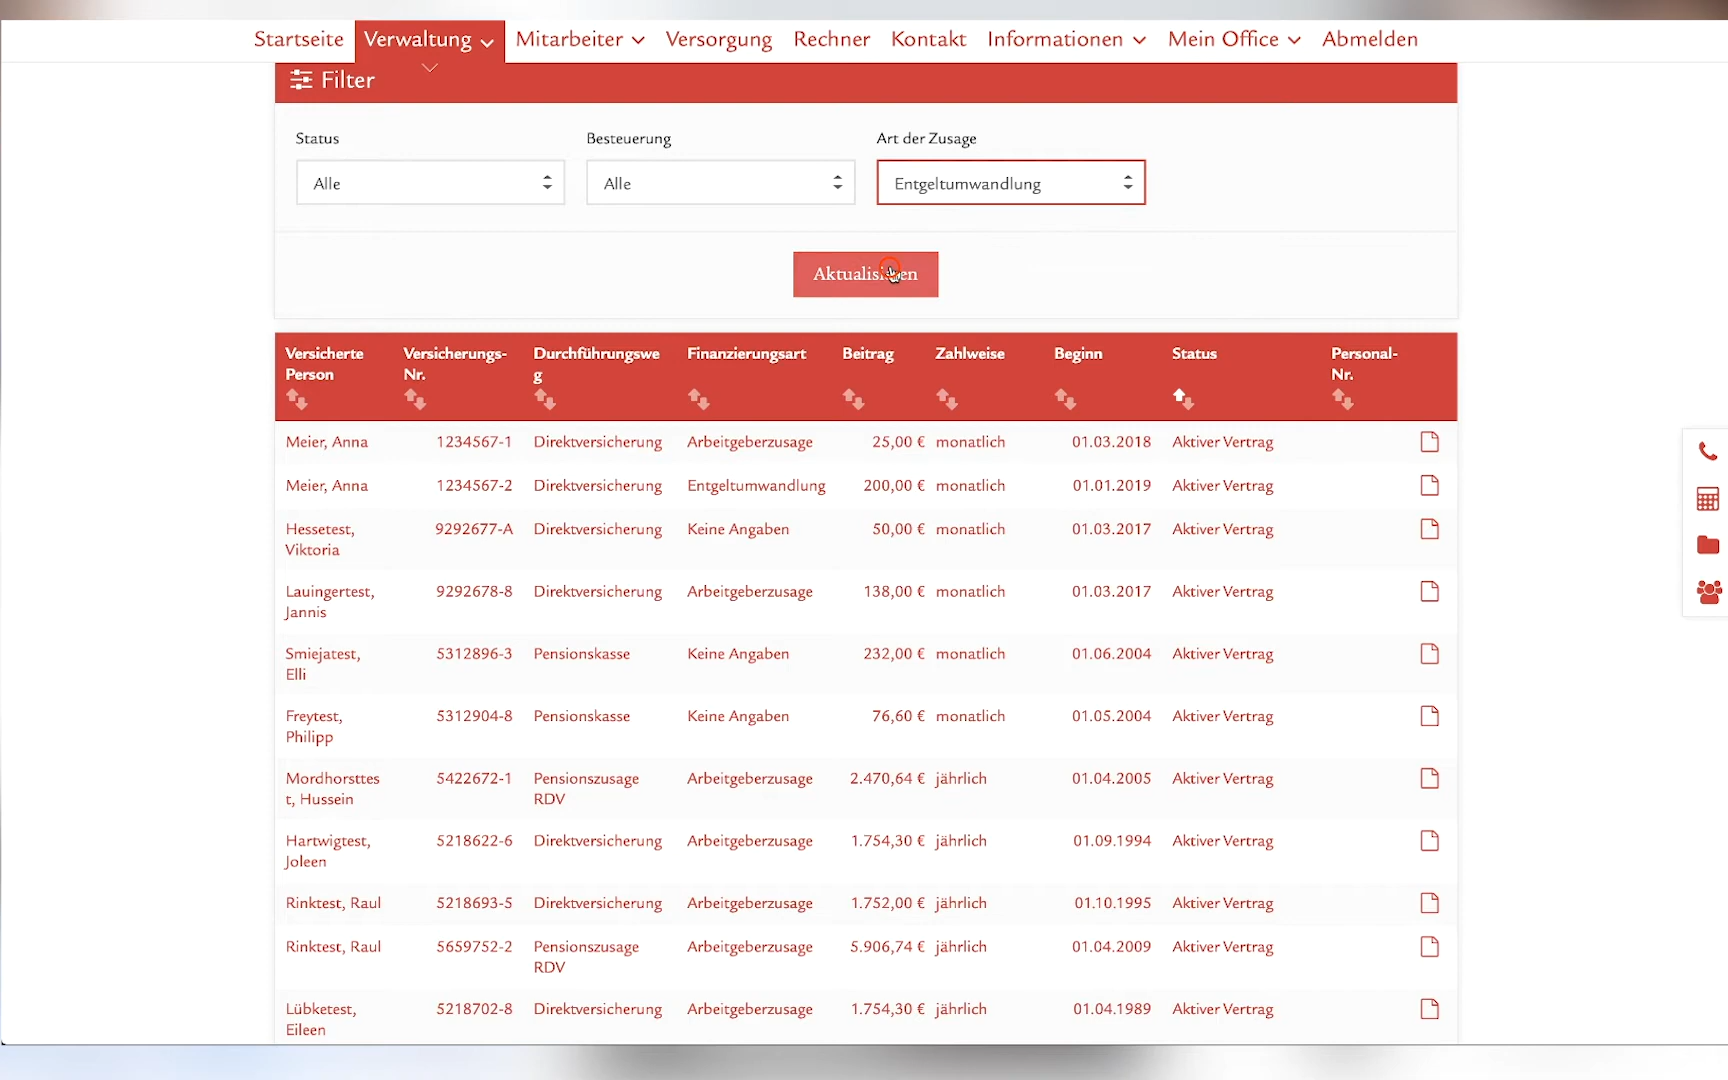 Startseite Verwaltung Mitarbeiter Versorgung Rechner Kontakt Informationen Mein Office Abmelden
Filter
Status Besteuerung Art der Zusage
Alle Alle Entgeltumwandlung
Aktualisieren
Versicherte Versicherungs- Durchführungswe Finanzierungsart Beitrag Zahlweise Beginn Status Personal-
Person Nr. g Nr.
Meier, Anna 1234567-1 Direktversicherung Arbeitgeberzusage 25,00 € monatlich 01.03.2018 Aktiver Vertrag
Meier, Anna 1234567-2 Direktversicherung Entgeltumwandlung 200,00 € monatlich 01.01.2019 Aktiver Vertrag
Hessetest, 9292677-A Direktversicherung Keine Angaben 50,00 € monatlich 01.03.2017 Aktiver Vertrag
Viktoria
Lauingertest, 9292678-8 Direktversicherung Arbeitgeberzusage 138,00 € monatlich 01.03.2017 Aktiver Vertrag
Jannis
Smiejatest, 5312896-3 Pensionskasse Keine Angaben 232,00 € monatlich 01.06.2004 Aktiver Vertrag
Elli
Freytest, 5312904-8 Pensionskasse Keine Angaben 76,60 € monatlich 01.05.2004 Aktiver Vertrag
Philipp
Mordhorsttes 5422672-1 Pensionszusage Arbeitgeberzusage 2.470,64 € jährlich 01.04.2005 Aktiver Vertrag
t, Hussein RDV
Hartwigtest, 5218622-6 Direktversicherung Arbeitgeberzusage 1.754,30 € jährlich 01.09.1994 Aktiver Vertrag
Joleen
Rinktest, Raul 5218693-5 Direktversicherung Arbeitgeberzusage 1.752,00 € jährlich 01.10.1995 Aktiver Vertrag
Rinktest, Raul 5659752-2 Pensionszusage Arbeitgeberzusage 5.906,74 € jährlich 01.04.2009 Aktiver Vertrag
RDV
Lübketest, 5218702-8 Direktversicherung Arbeitgeberzusage 1.754,30 € jährlich 01.04.1989 Aktiver Vertrag
Eileen